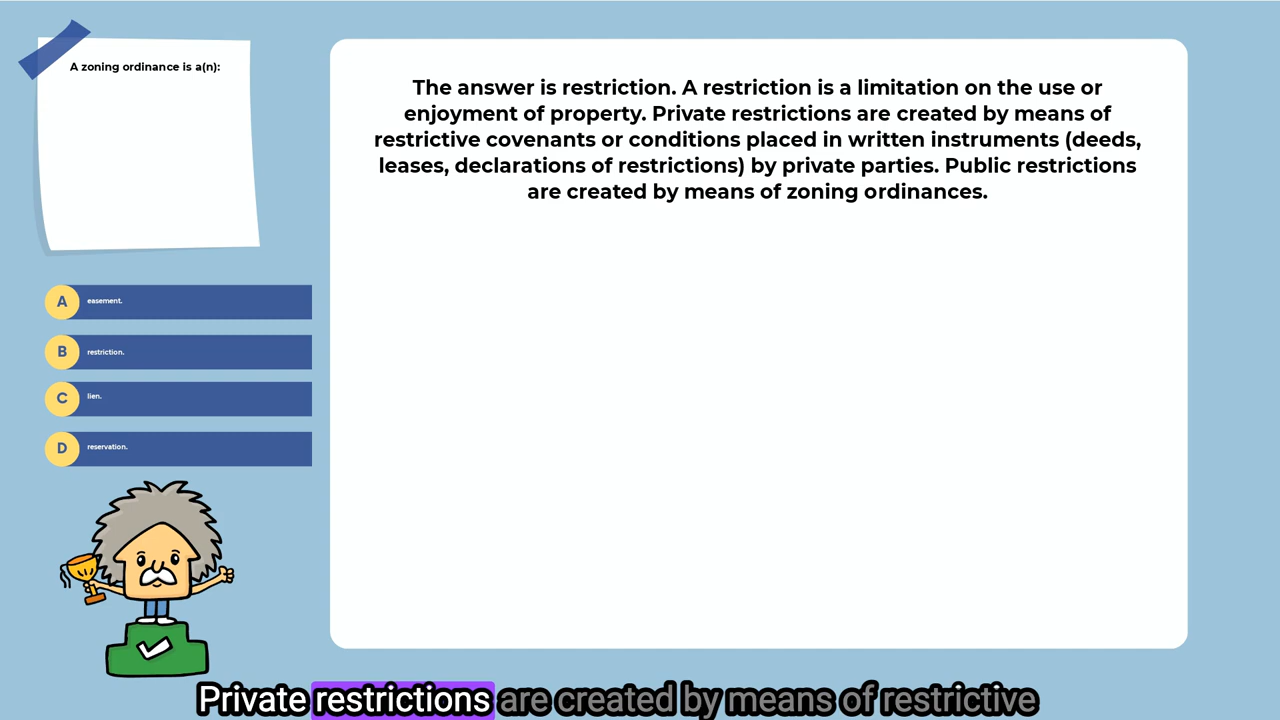 A zoning ordinance is a(n):
The answer is restriction. A restriction is a limitation on the use or
enjoyment of property. Private restrictions are created by means of
restrictive covenants or conditions placed in written instruments (deeds,
leases, declarations of restrictions) by private parties. Public restrictions
are created by means of zoning ordinances.
A easement.
B restriction.
C lien.
D reservation.
Private restrictions are created by means of restrictive